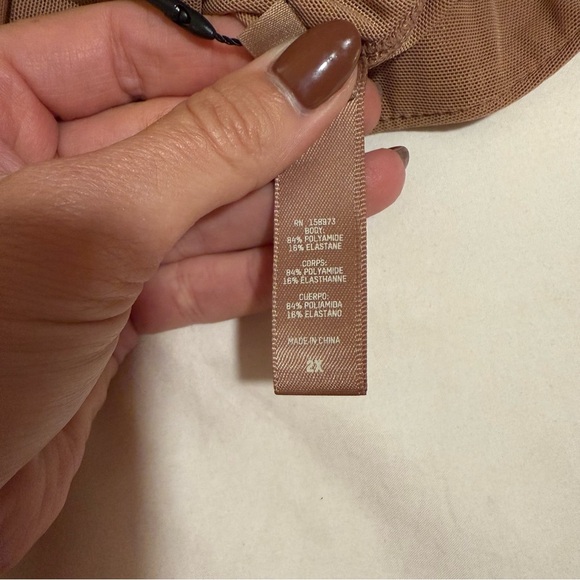 RN 158973
BODY:
84% POLYAMIDE
16% ELASTANE
CORPS:
84% POLYAMIDE
16% ÉLASTHANNE
CUERPO:
84% POLIAMIDA
16% ELASTANO
MADE IN CHINA
2X